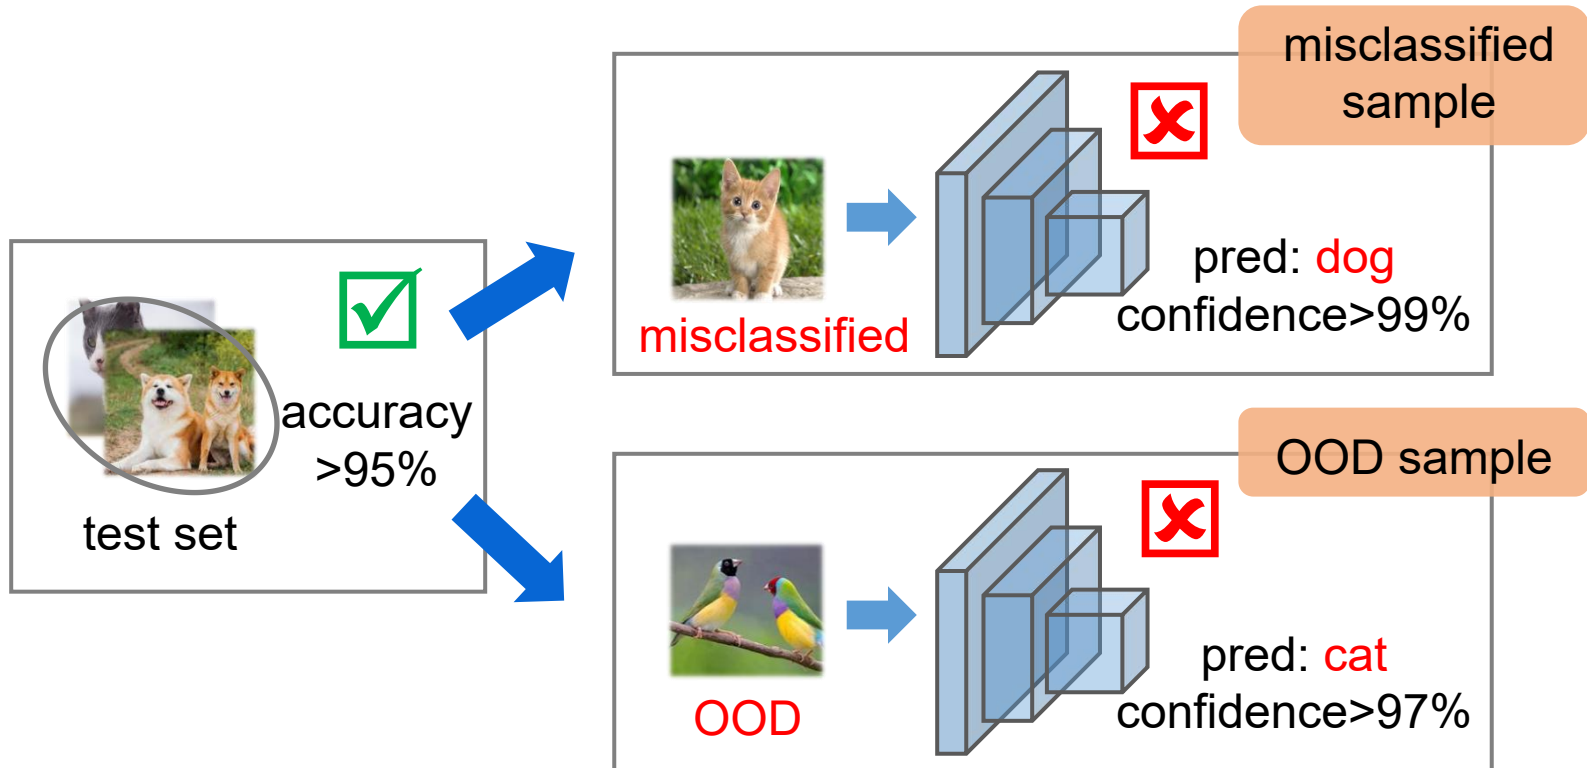 misclassified
sample
misclassified
pred: dog
confidence>99%
accuracy
>95%
test set
OOD sample
OOD
pred: cat
confidence>97%